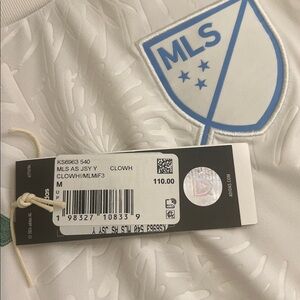 MLS
KS6963 540
MLS AS JSY Y CLOWH
CLOWH/MLMIF3
M
110.00
1 98327 10833 9
KS6963 540 MLS AS JSY